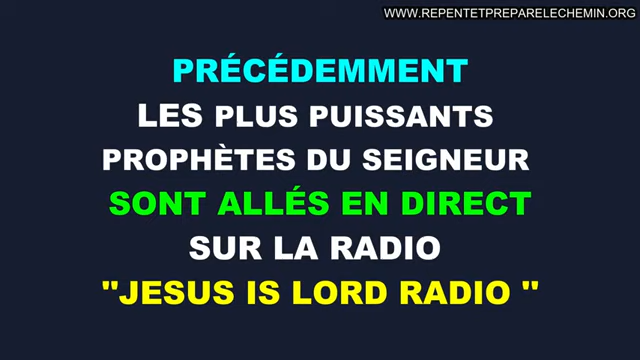 WWW.REPENTETPREPARELECHEMIN.ORG
PRÉCÉDEMMENT
LES PLUS PUISSANTS
PROPHÈTES DU SEIGNEUR
SONT ALLÉS EN DIRECT
SUR LA RADIO
"JESUS IS LORD RADIO "